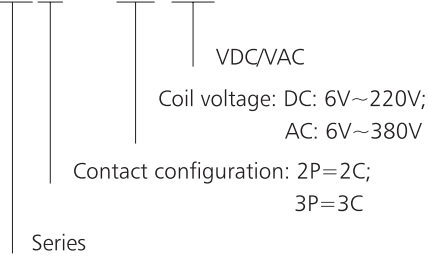 VDC/VAC
Coil voltage: DC: 6V~220V;
AC: 6V~380V
Contact configuration: 2P=2C;
3P=3C
Series